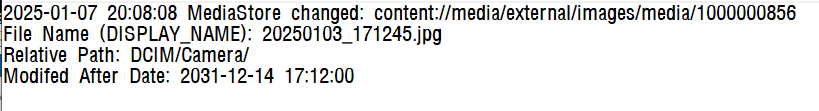 2025-01-07 20:08:08 MediaStore changed: content://media/external/images/media/1000000856
File Name (DISPLAY_NAME): 20250103_171245.jpg
Relative Path: DCIM/Camera/
Modifed After Date: 2031-12-14 17:12:00